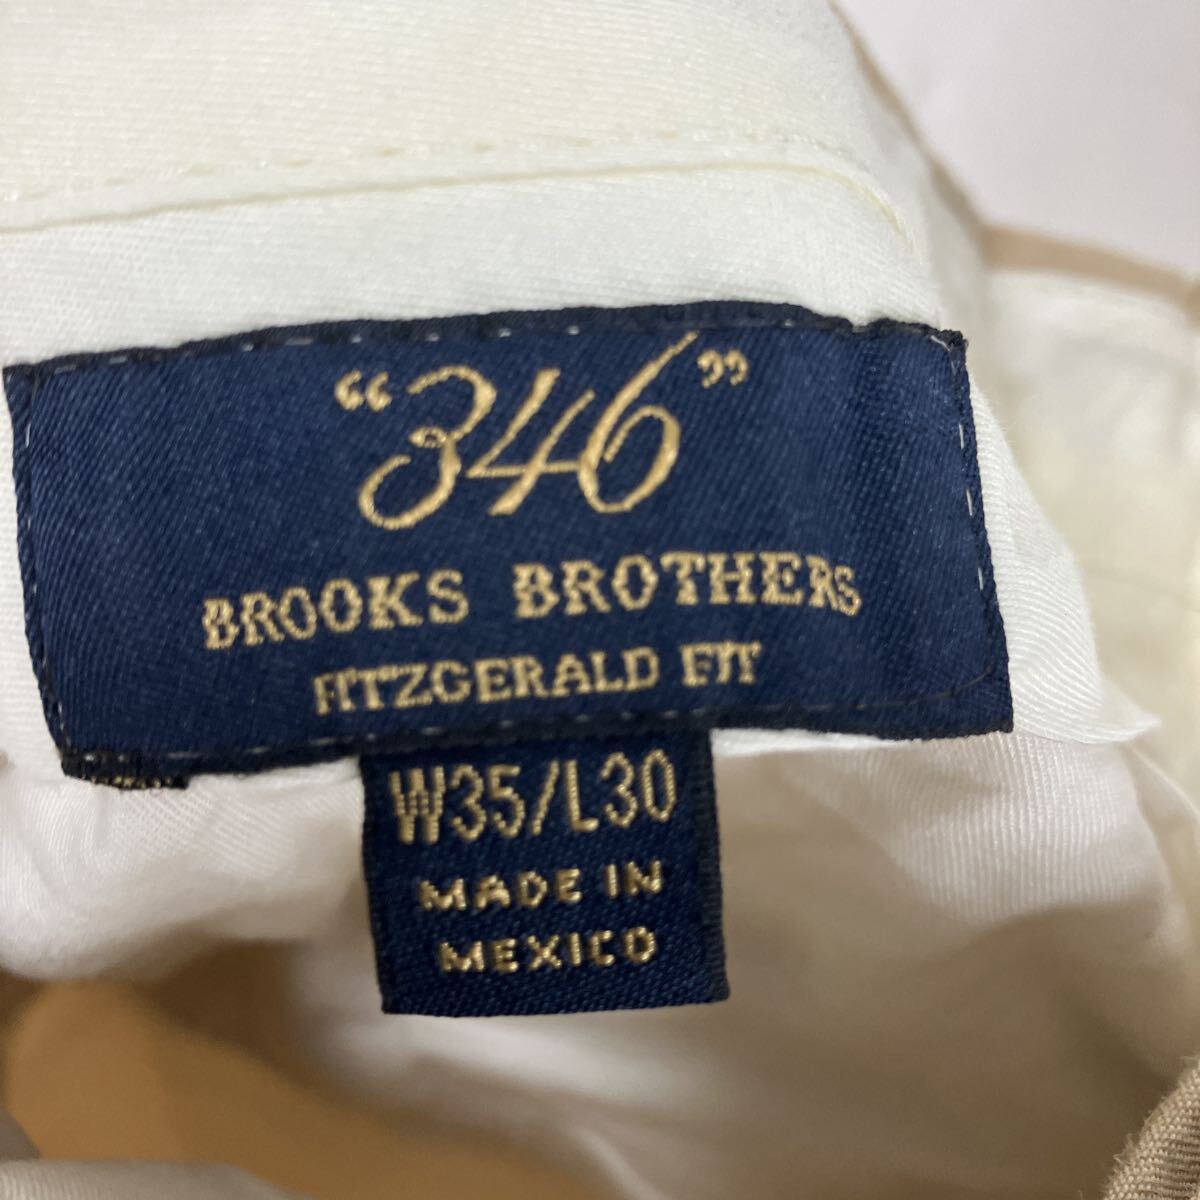 “346”
BROOKS BROTHERS
FITZGERALD FIT
W35/L30
MADE IN
MEXICO